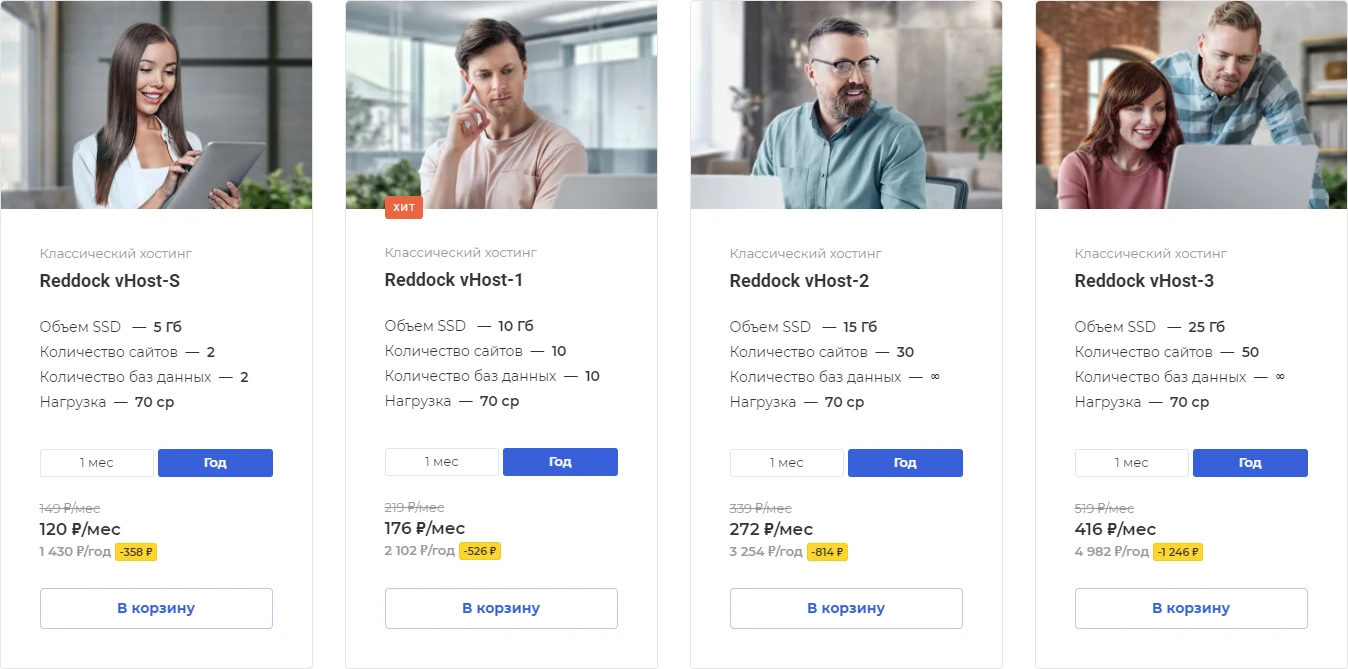 Классический хостинг
Reddock vHost-S
Объем SSD — 5 Гб
Количество сайтов — 2
Количество баз данных — 2
Нагрузка — 70 cp
1 мес
Год
149 ₽/мес
120 ₽/мес
1 430 ₽/год -358 ₽
В корзину
ХИТ
Классический хостинг
Reddock vHost-1
Объем SSD — 10 Гб
Количество сайтов — 10
Количество баз данных — 10
Нагрузка — 70 cp
1 мес
Год
219 ₽/мес
176 ₽/мес
2 102 ₽/год -526 ₽
В корзину
Классический хостинг
Reddock vHost-2
Объем SSD — 15 Гб
Количество сайтов — 30
Количество баз данных — ∞
Нагрузка — 70 cp
1 мес
Год
339 ₽/мес
272 ₽/мес
3 254 ₽/год -814 ₽
В корзину
Классический хостинг
Reddock vHost-3
Объем SSD — 25 Гб
Количество сайтов — 50
Количество баз данных — ∞
Нагрузка — 70 cp
1 мес
Год
519 ₽/мес
416 ₽/мес
4 982 ₽/год -1 246 ₽
В корзину